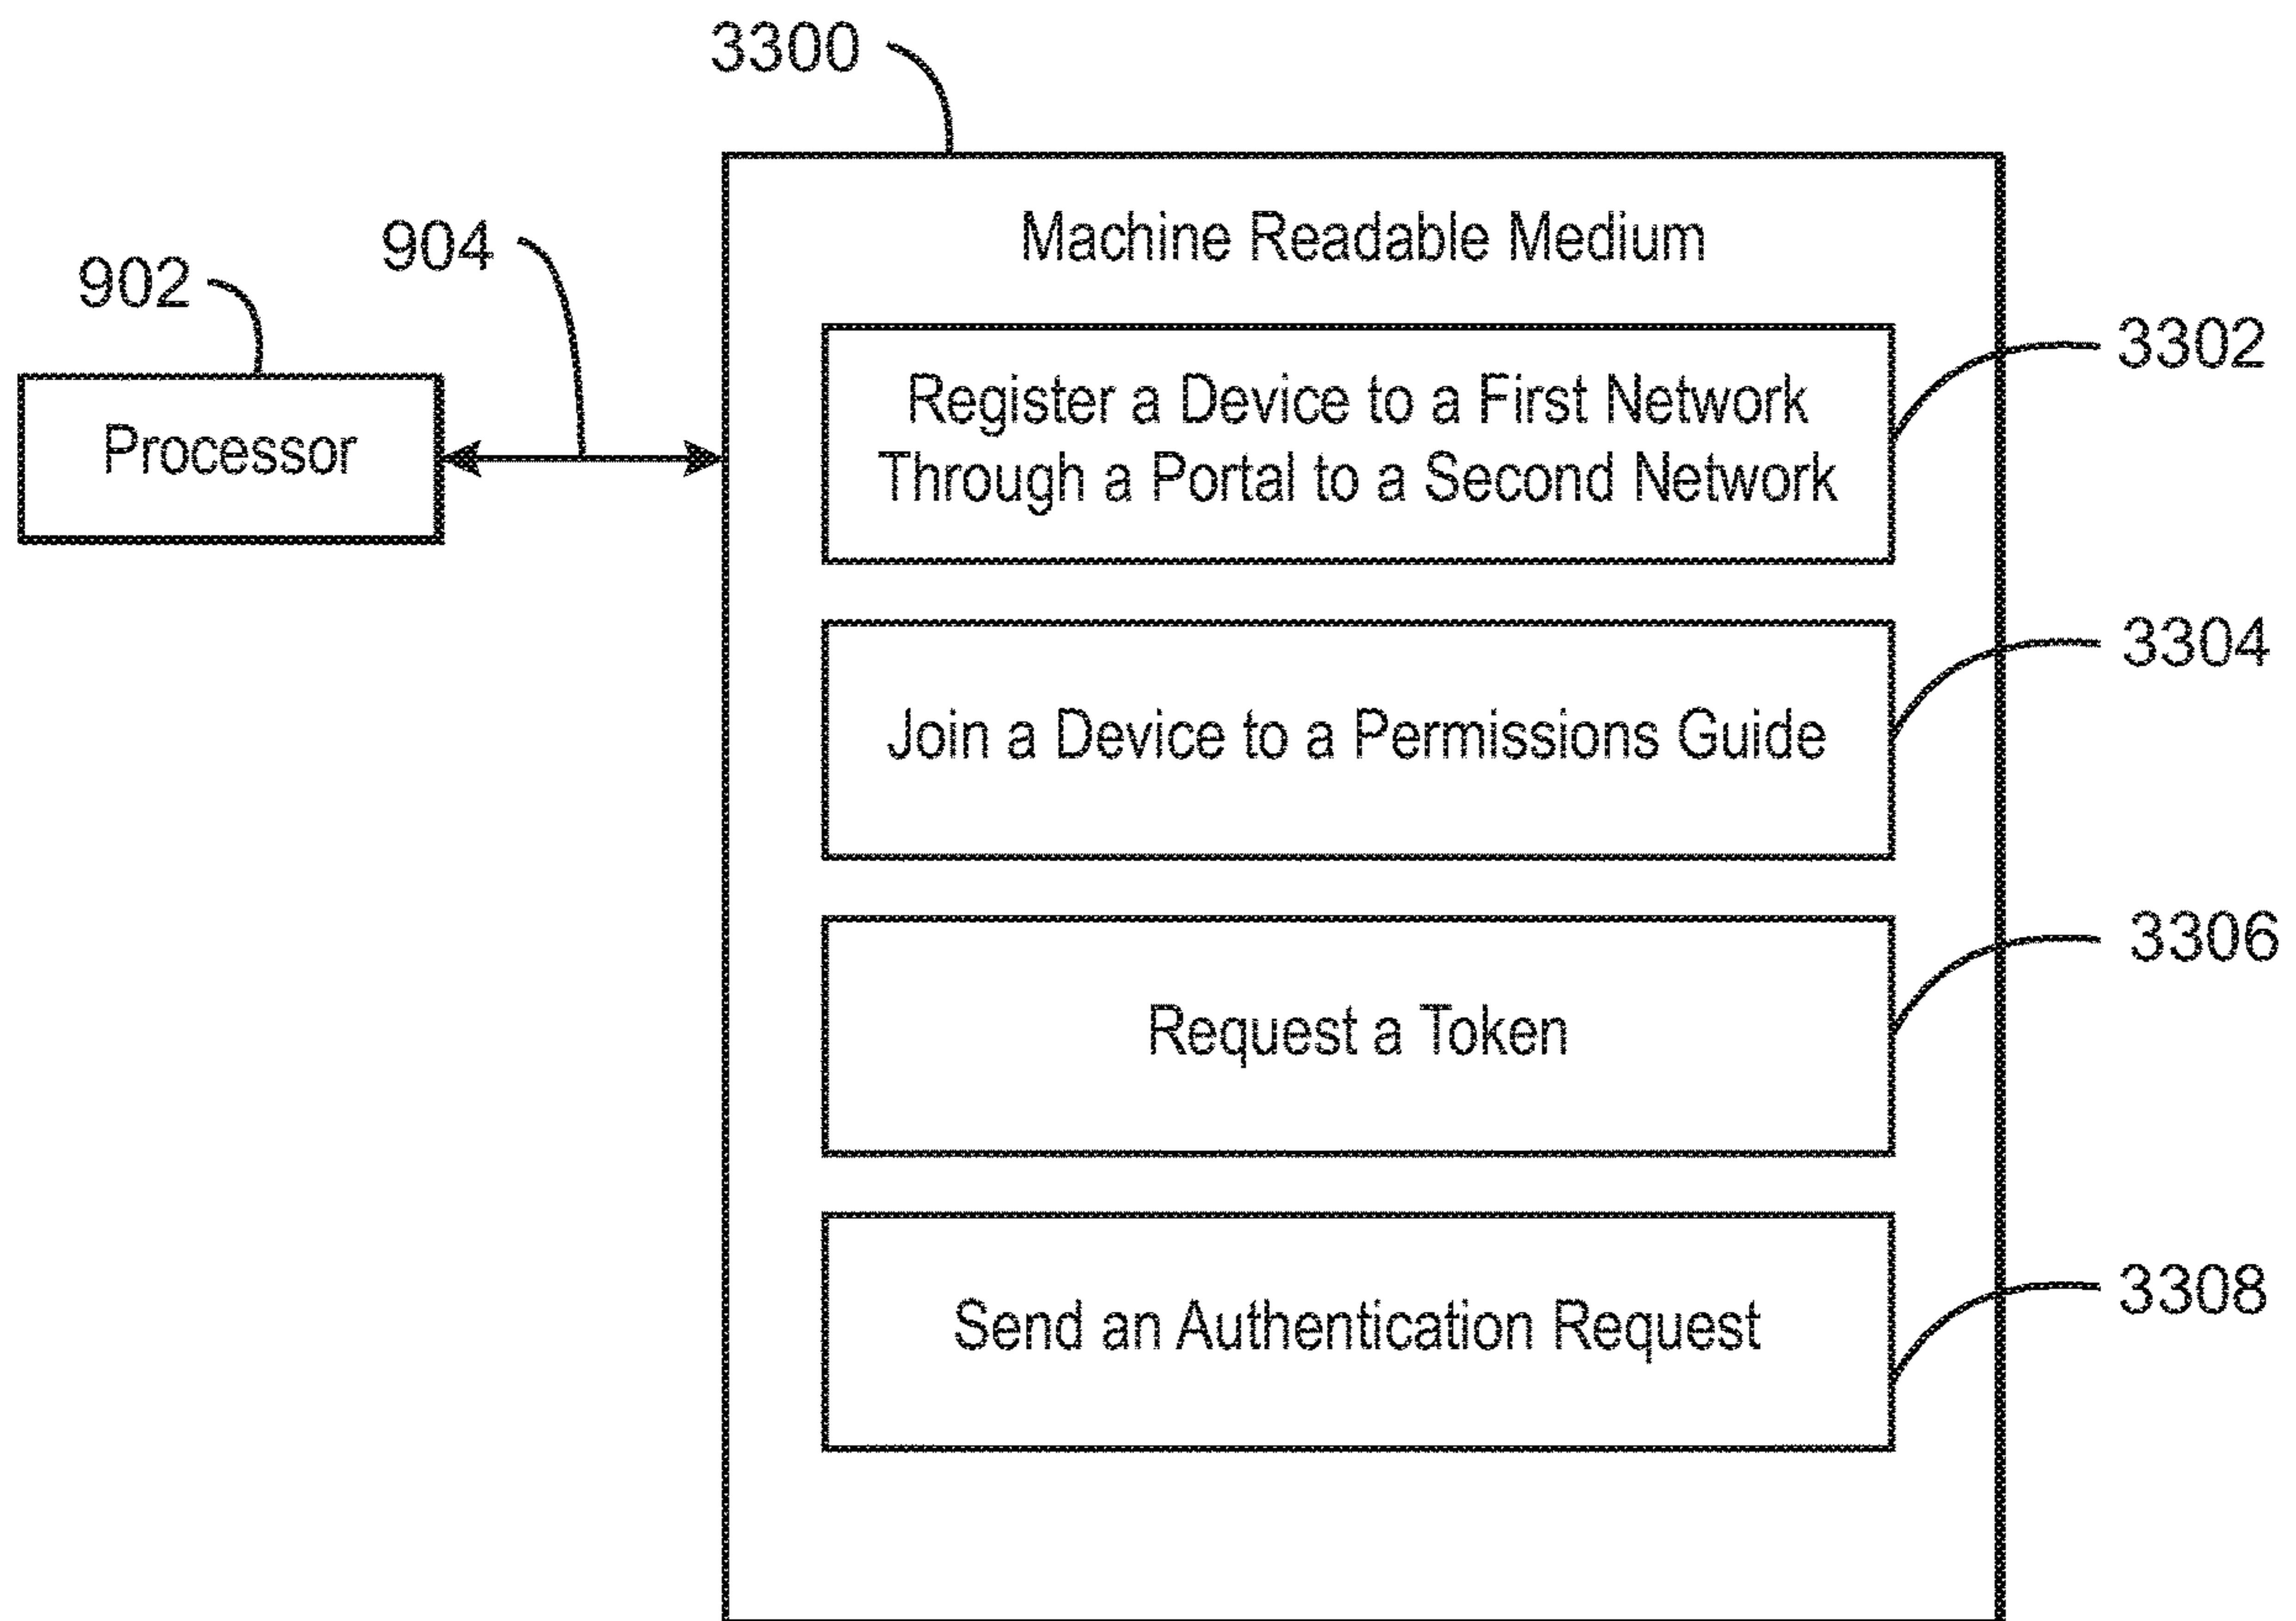 3300
904
902
Machine Readable Medium
Processor
Register a Device to a First Network
Through a Portal to a Second Network
3302
Join a Device to a Permissions Guide
3304
Request a Token
3306
Send an Authentication Request
3308